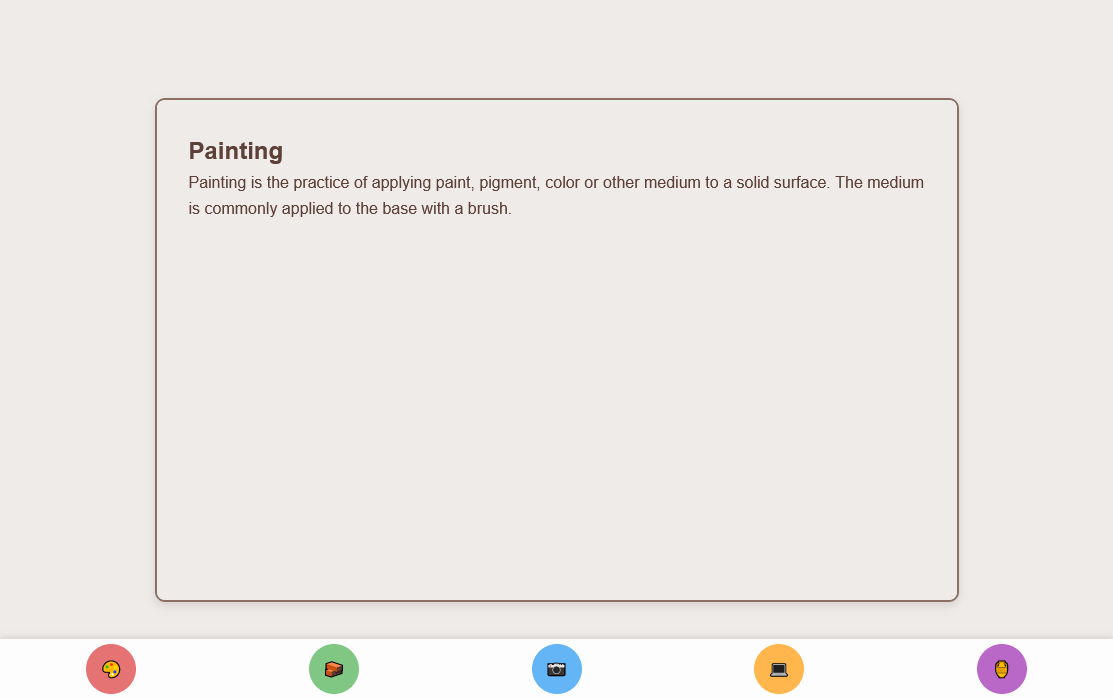 Painting
Painting is the practice of applying paint, pigment, color or other medium to a solid surface. The medium
is commonly applied to the base with a brush.